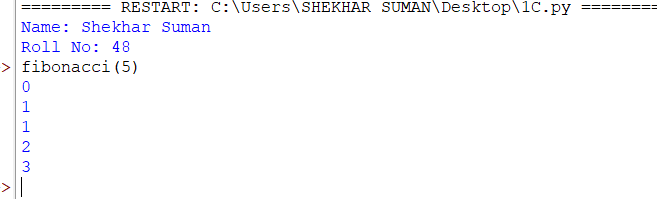 ========= RESTART: C:\Users\SHEKHAR SUMAN\Desktop\1C.py ========
Name: Shekhar Suman
Roll No: 48
> fibonacci(5)
0
1
1
2
3
>